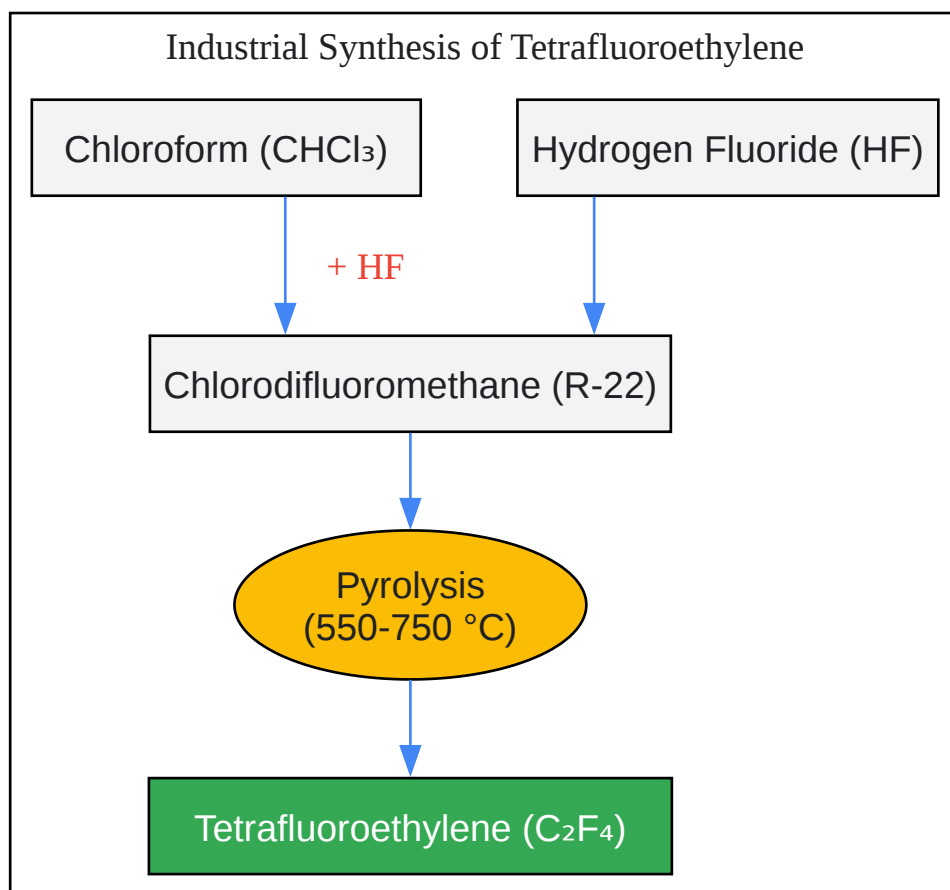 Industrial Synthesis of Tetrafluoroethylene
Chloroform (CHCl₃)
Hydrogen Fluoride (HF)
+ HF
Chlorodifluoromethane (R-22)
Pyrolysis
(550-750 °C)
Tetrafluoroethylene (C₂F₄)